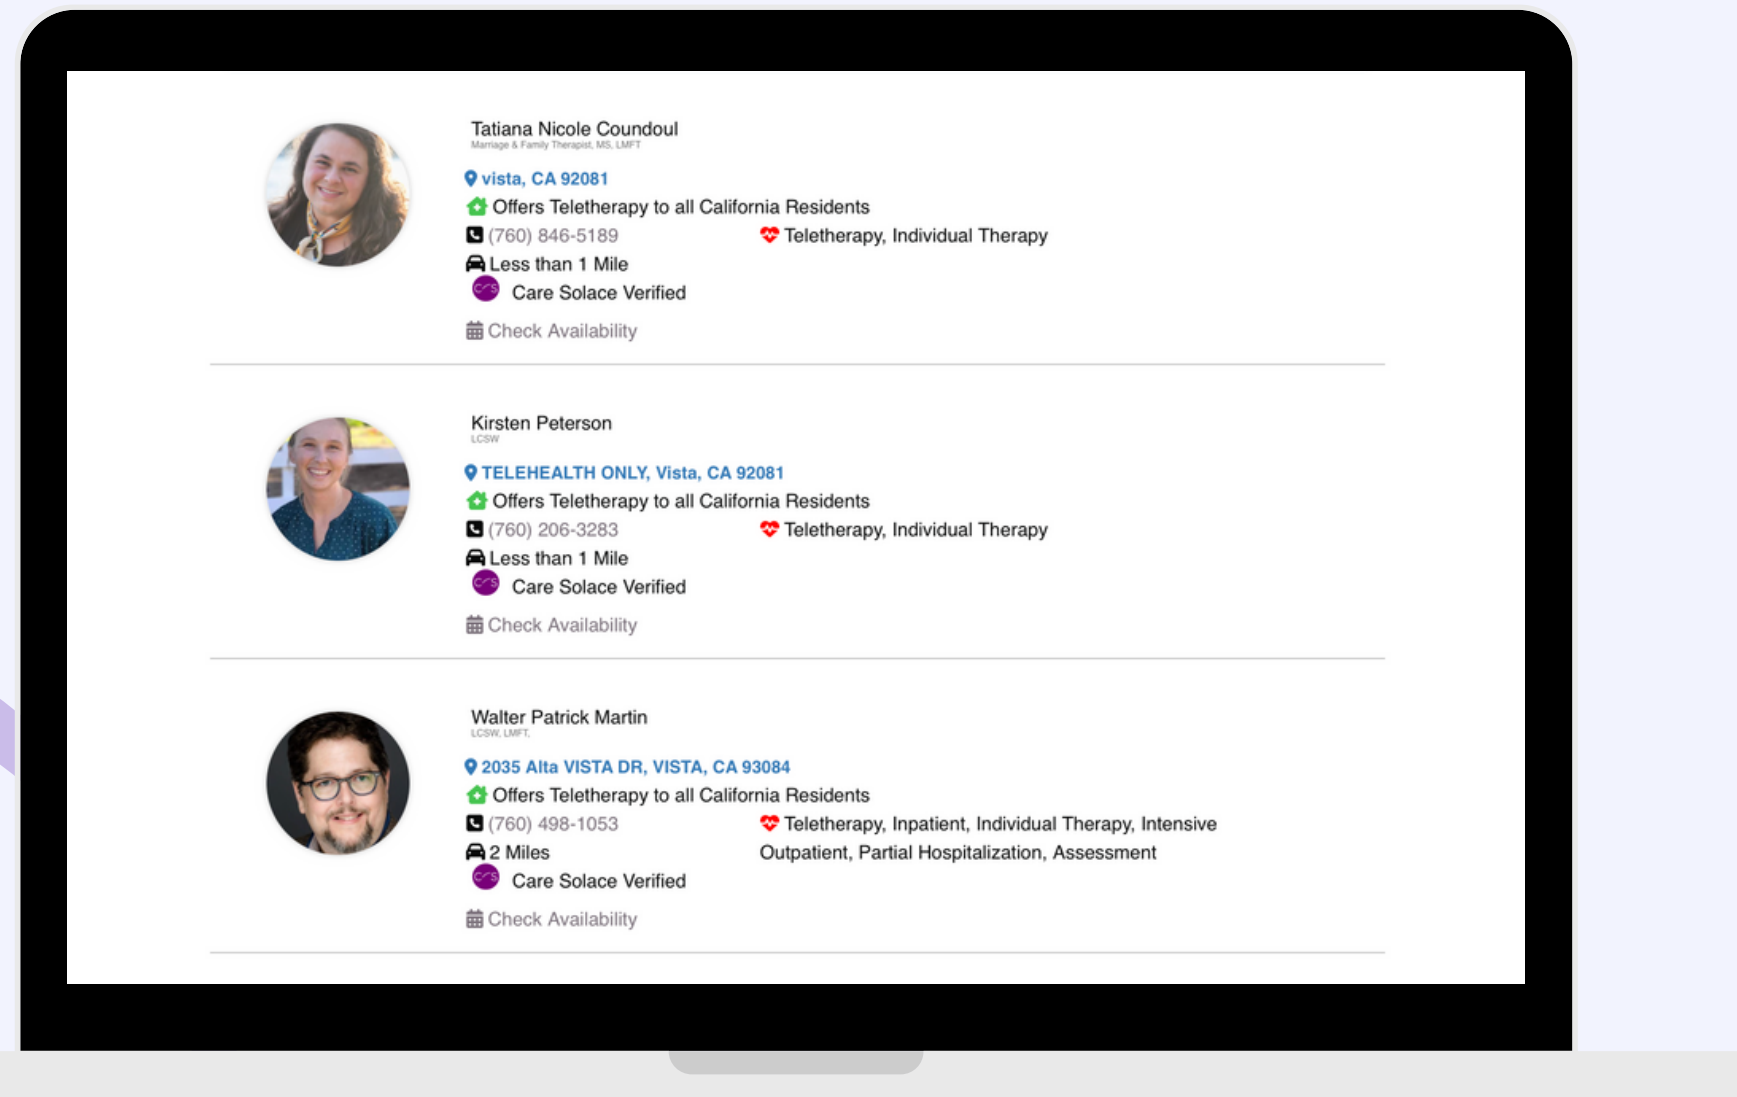 Tatiana Nicole Coundoul
Marriage & Family Therapist, MS, LMFT
vista, CA 92081
Offers Teletherapy to all California Residents
(760) 846-5189
Teletherapy, Individual Therapy
Less than 1 Mile
Care Solace Verified
Check Availability
Kirsten Peterson
LCSW
TELEHEALTH ONLY, Vista, CA 92081
Offers Teletherapy to all California Residents
(760) 206-3283
Teletherapy, Individual Therapy
Less than 1 Mile
Care Solace Verified
Check Availability
Walter Patrick Martin
LCSW, LMFT,
2035 Alta VISTA DR, VISTA, CA 93084
Offers Teletherapy to all California Residents
(760) 498-1053
Teletherapy, Inpatient, Individual Therapy, Intensive
Outpatient, Partial Hospitalization, Assessment
2 Miles
Care Solace Verified
Check Availability